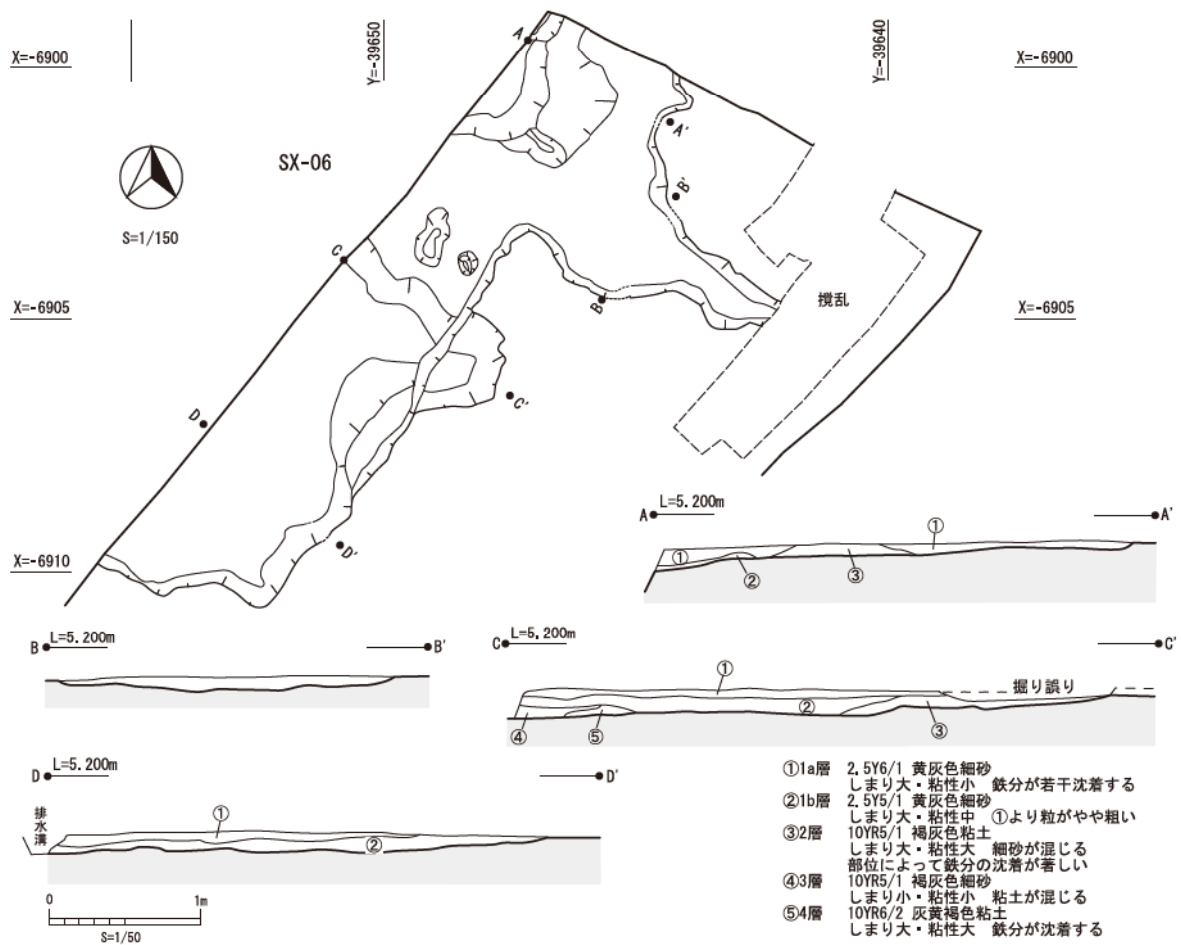 X=-6900
Y=-39650
Y=-39640
X=-6900
A
A'
SX-06
B'
S=1/150
C
X=-6905
B
撹乱
X=-6905
D
C'
D'
X=-6910
A L=5.200m A'
① ① ② ③
B L=5.200m B'
C L=5.200m C'
①
掘り誤り
② ③ ④ ⑤
D L=5.200m D'
排水溝
① ②
0 1m
S=1/50
①1a層 2.5Y6/1 黄灰色細砂
しまり大・粘性小 鉄分が若干沈着する
②1b層 2.5Y5/1 黄灰色細砂
しまり大・粘性中 ①より粒がやや粗い
③2層 10YR5/1 褐灰色粘土
しまり大・粘性大 細砂が混じる
部位によって鉄分の沈着が著しい
④3層 10YR5/1 褐灰色細砂
しまり小・粘性小 粘土が混じる
⑤4層 10YR6/2 灰黄褐色粘土
しまり大・粘性大 鉄分が沈着する